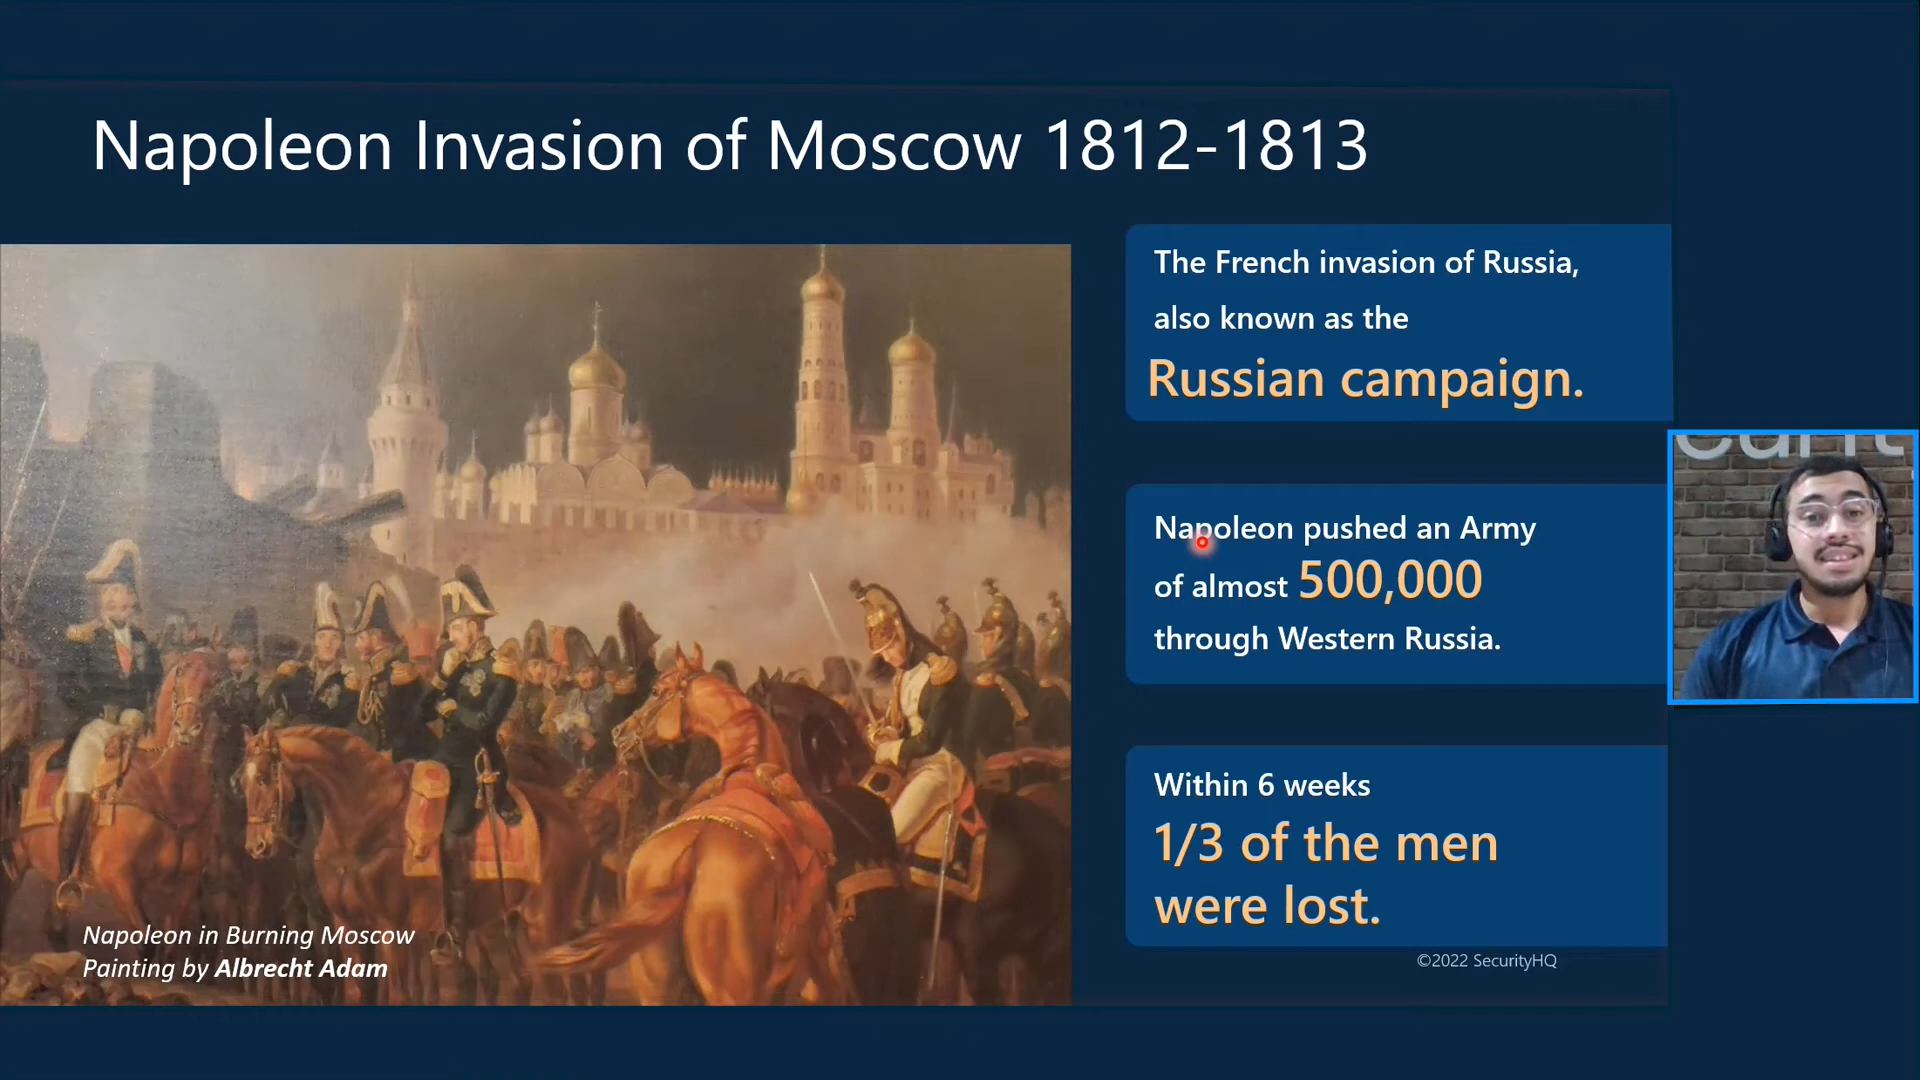 Napoleon Invasion of Moscow 1812-1813
The French invasion of Russia,
also known as the
Russian campaign.
Napoleon pushed an Army
of almost 500,000
through Western Russia.
Within 6 weeks
1/3 of the men
were lost.
Napoleon in Burning Moscow
Painting by Albrecht Adam
©2022 SecurityHQ